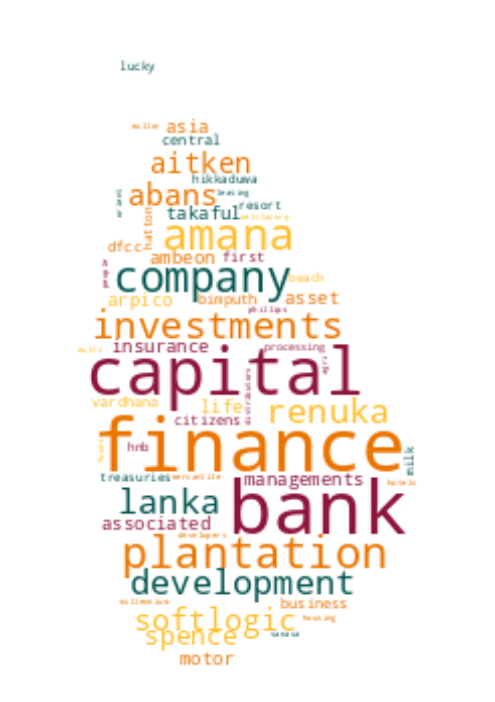 lucky
muller asia
central
aitken
hikkaduwa
abans leasing
takaful resort
hatton amana
dfcc ambeon first
company beach
arpico bimputh asset
phillips
investments
multi insurance processing
capital agri
distributors
vardhana life renuka
citizens
finance
hnb milk
treasuries mercantile managements hotels
lanka bank
associated
developers
plantation
development
millennium business
softlogic housing
spence sanasa
motor